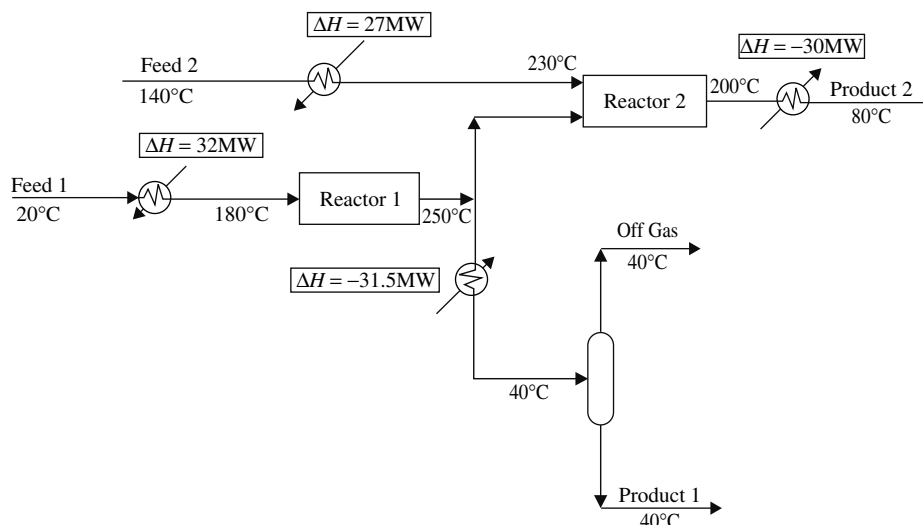 ΔH = 27MW
ΔH = −30MW
Feed 2
140°C
230°C
Reactor 2
200°C
Product 2
80°C
ΔH = 32MW
Feed 1
20°C
180°C
Reactor 1
250°C
ΔH = −31.5MW
Off Gas
40°C
40°C
Product 1
40°C